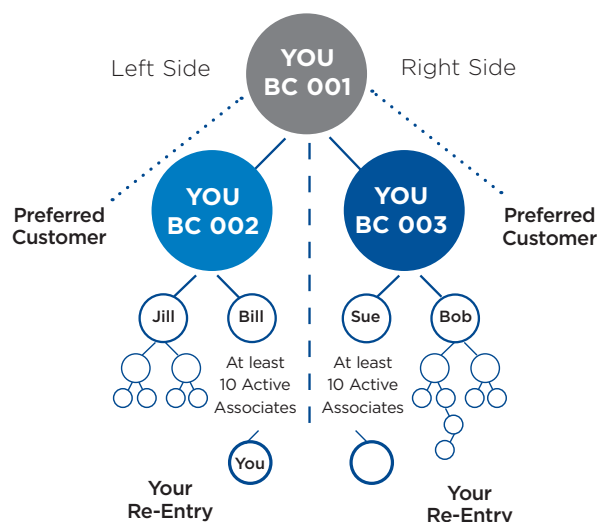 YOU
BC 001
Left Side
Right Side
YOU
BC 002
YOU
BC 003
Preferred
Customer
Preferred
Customer
Jill
Bill
Sue
Bob
At least
10 Active
Associates
At least
10 Active
Associates
You
Your
Re-Entry
Your
Re-Entry